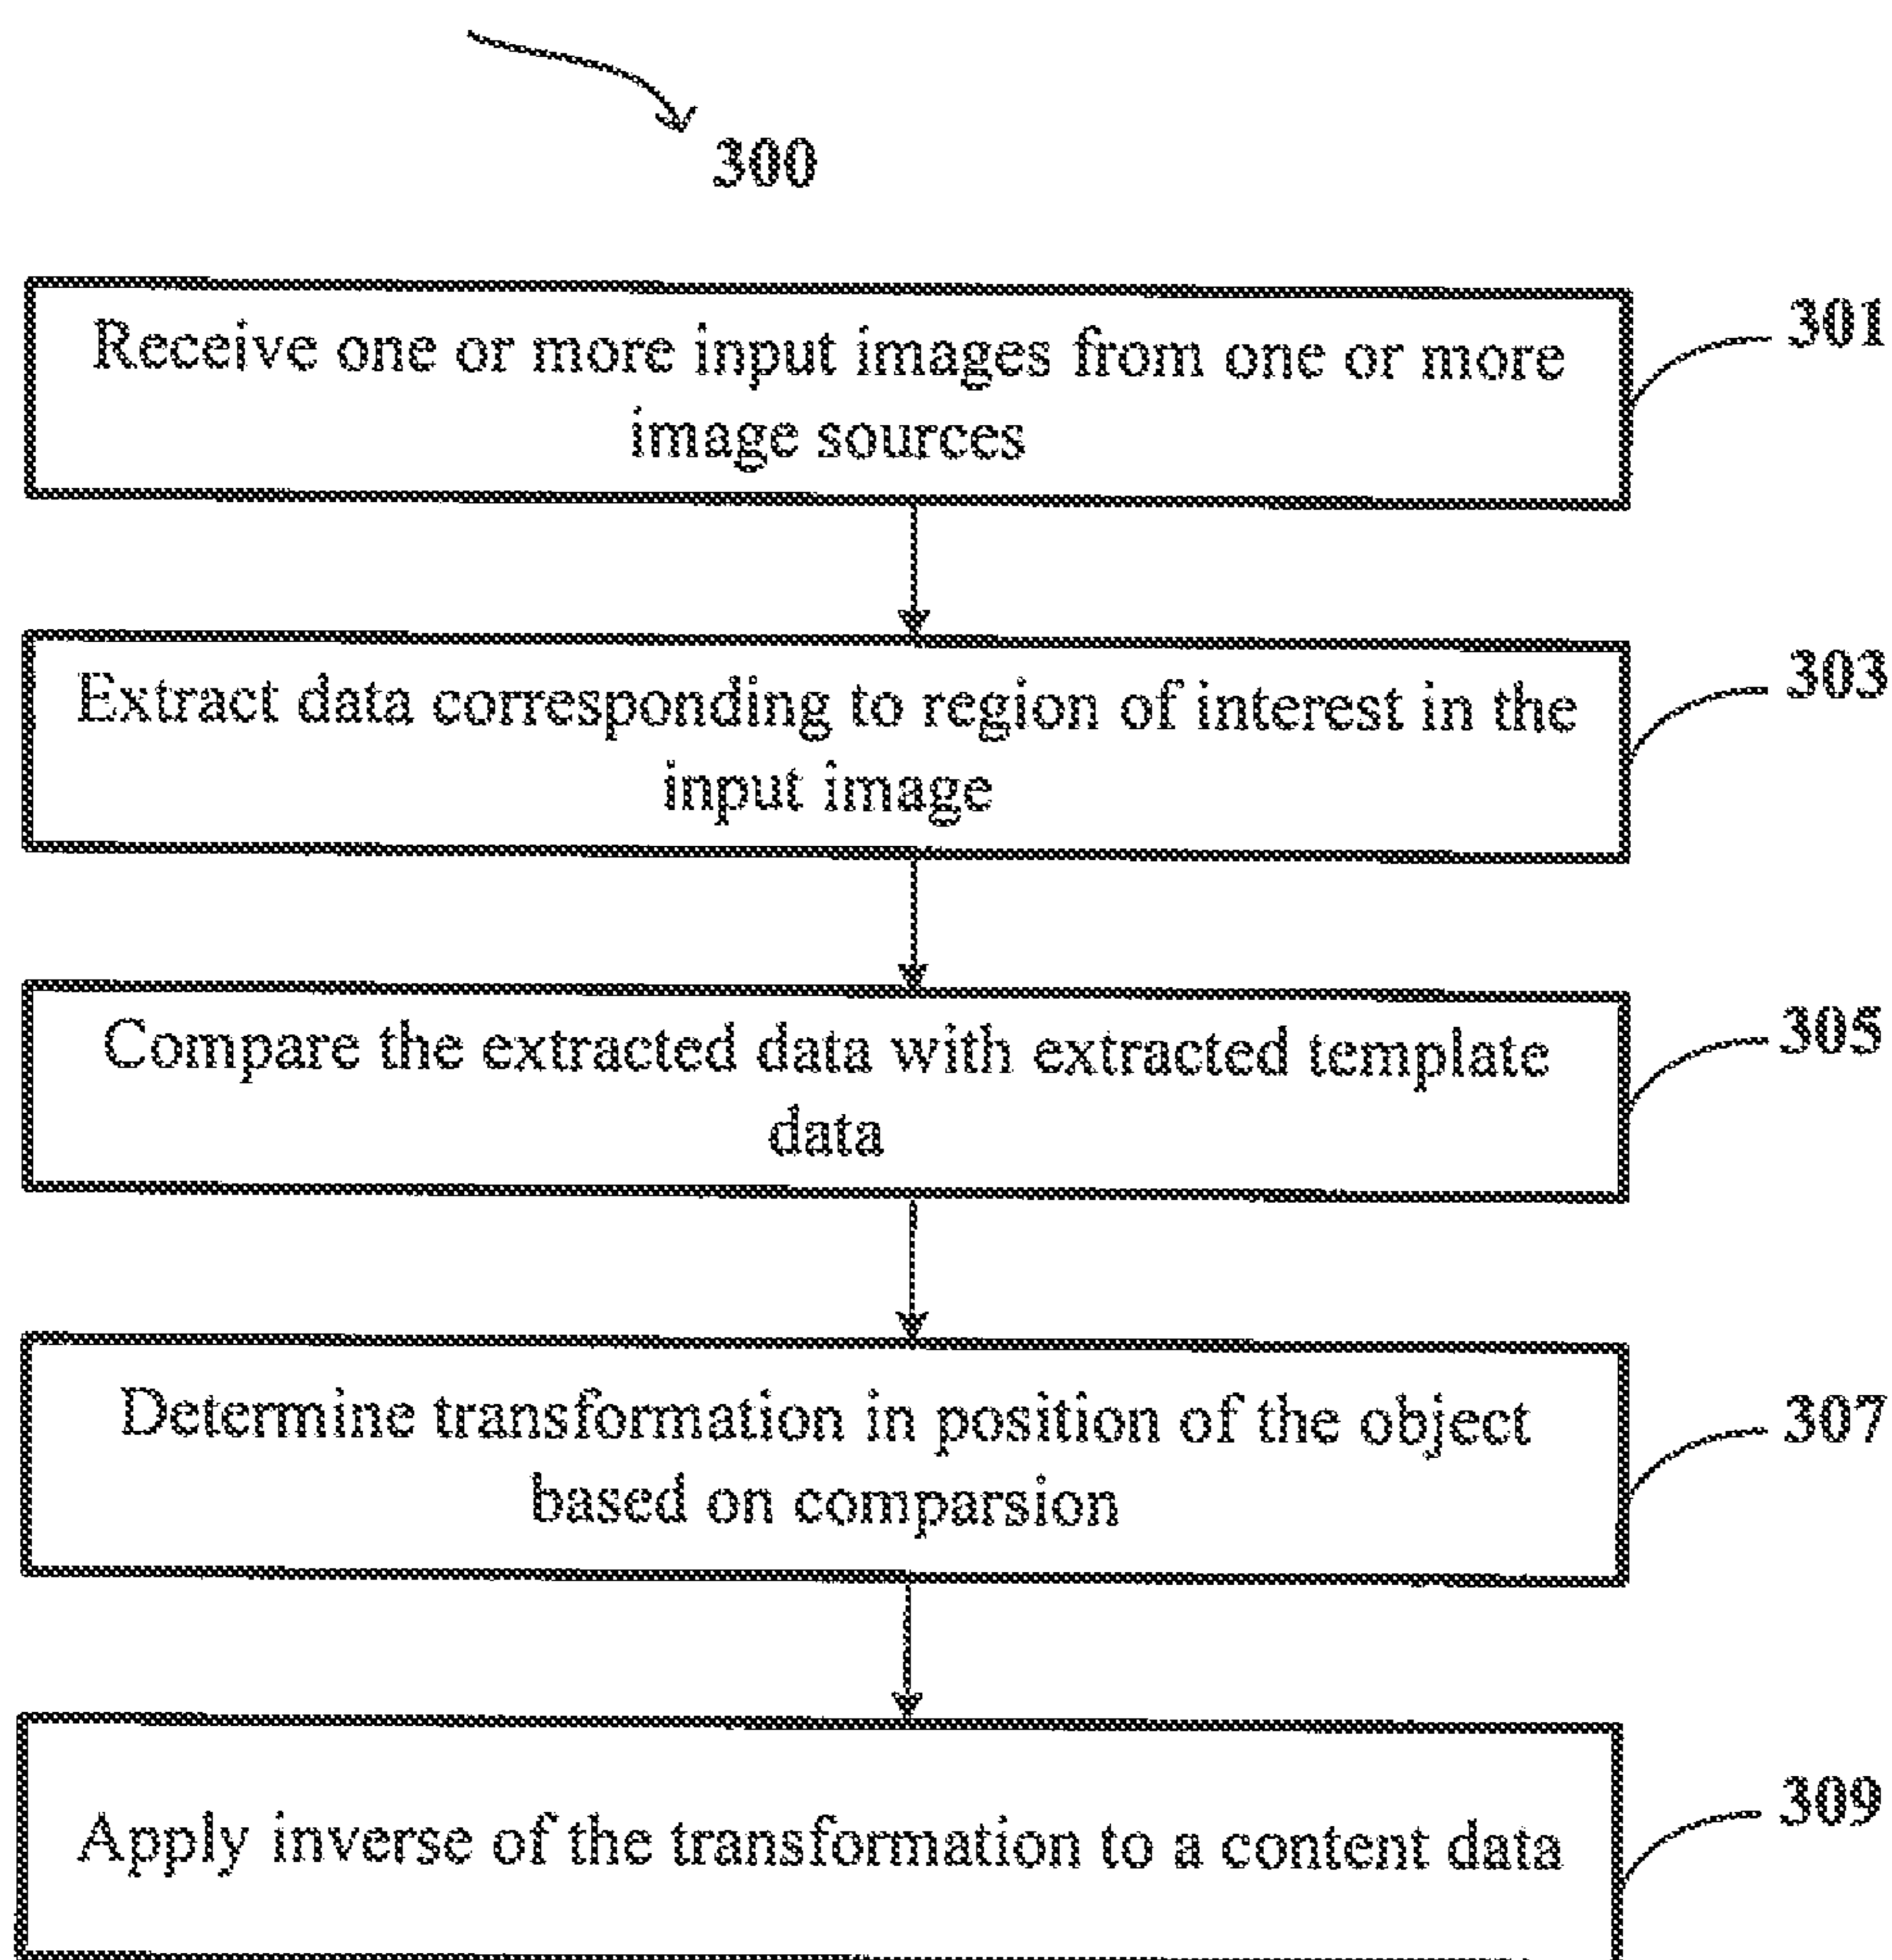 300
Receive one or more input images from one or more
image sources
301
Extract data corresponding to region of interest in the
input image
303
Compare the extracted data with extracted template
data
305
Determine transformation in position of the object
based on comparsion
307
Apply inverse of the transformation to a content data
309